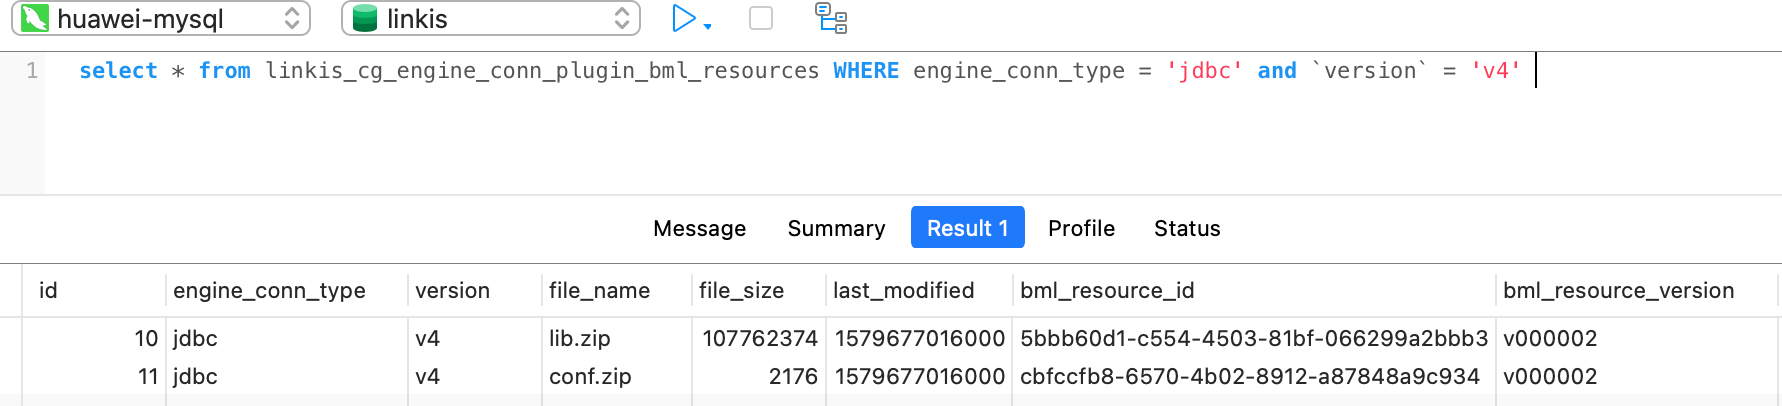 huawei-mysql linkis
1 select * from linkis_cg_engine_conn_plugin_bml_resources WHERE engine_conn_type = 'jdbc' and `version` = 'v4'
Message Summary Result 1 Profile Status
id engine_conn_type version file_name file_size last_modified bml_resource_id bml_resource_version
10 jdbc v4 lib.zip 107762374 1579677016000 5bbb60d1-c554-4503-81bf-066299a2bbb3 v000002
11 jdbc v4 conf.zip 2176 1579677016000 cbfccfb8-6570-4b02-8912-a87848a9c934 v000002